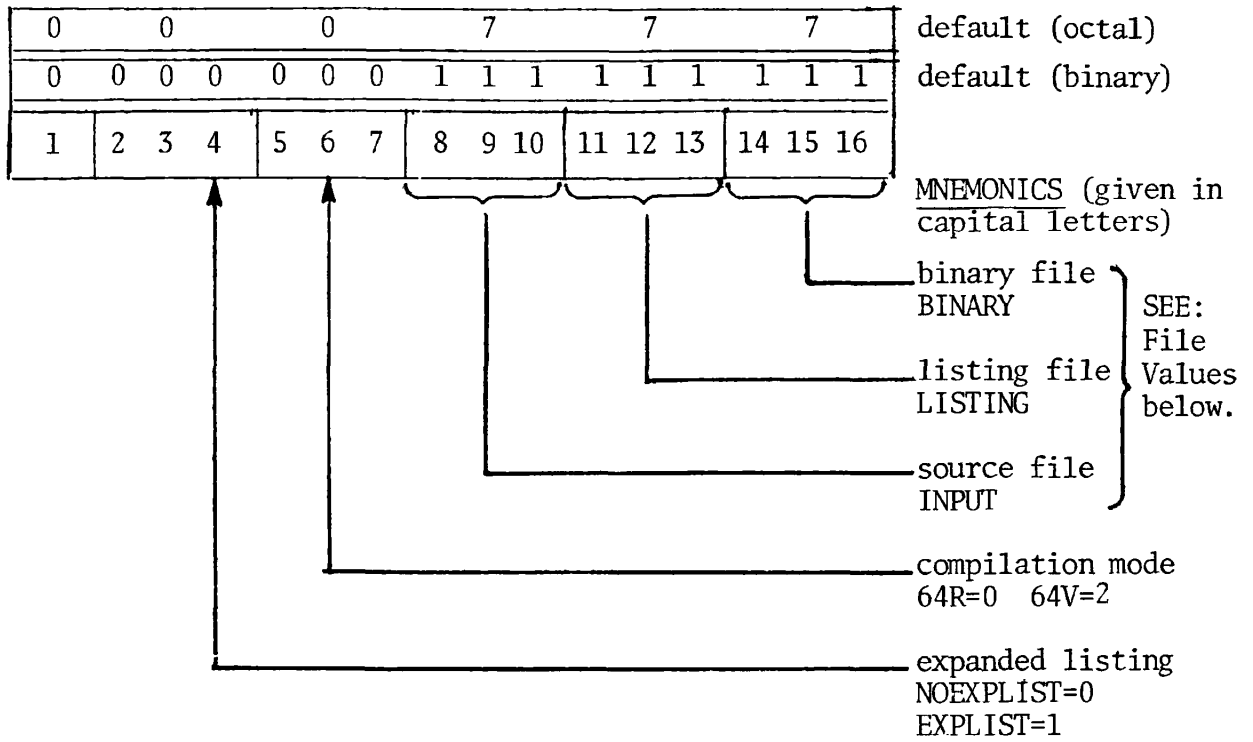 0 0 0 7 7 7 default (octal)
0 0 0 0 0 0 0 1 1 1 1 1 1 1 1 1 default (binary)
1 2 3 4 5 6 7 8 9 10 11 12 13 14 15 16
MNEMONICS (given in
capital letters)
binary file
BINARY
listing file
LISTING
source file
INPUT
SEE:
File
Values
below.
compilation mode
64R=0 64V=2
expanded listing
NOEXPLIST=0
EXPLIST=1